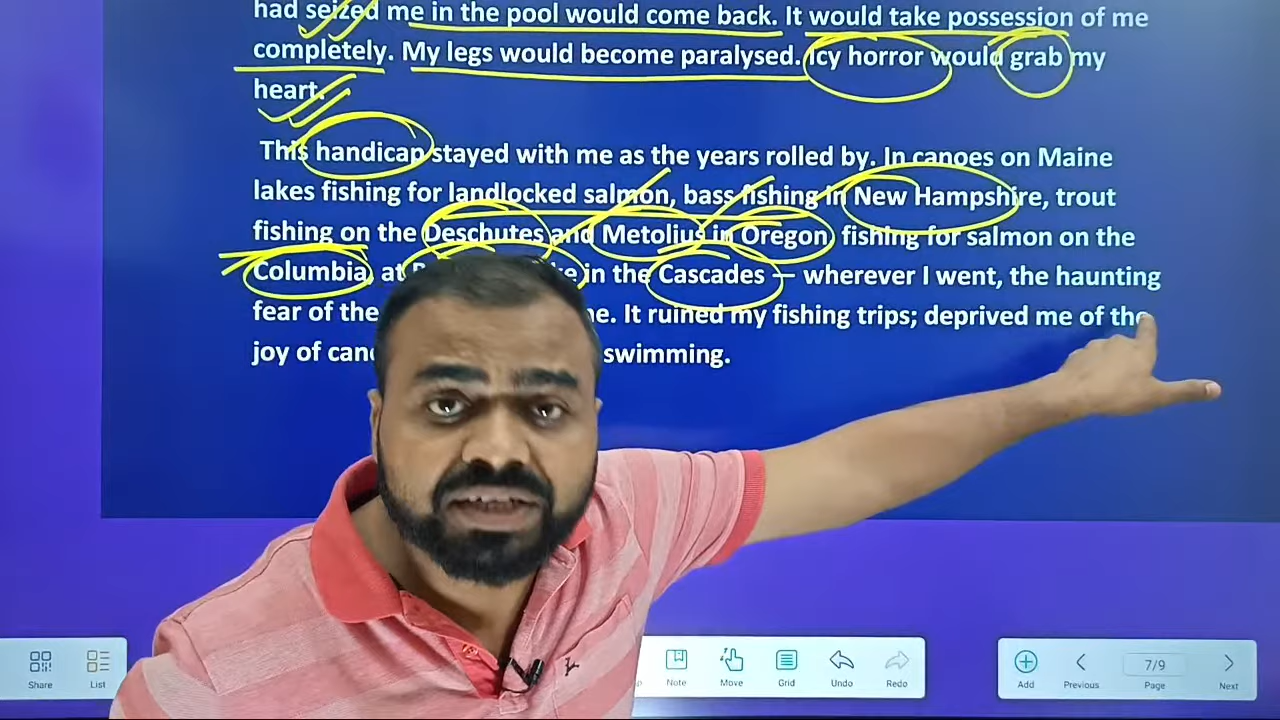 had seized me in the pool would come back. It would take possession of me
completely. My legs would become paralysed. Icy horror would grab my
heart.
This handicap stayed with me as the years rolled by. In canoes on Maine
lakes fishing for landlocked salmon, bass fishing in New Hampshire, trout
fishing on the Deschutes and Metolius in Oregon, fishing for salmon on the
Columbia, at in the Cascades — wherever I went, the haunting
fear of the It ruined my fishing trips; deprived me of the
joy of swimming.
Share
List
Note
Move
Grid
Undo
Redo
Add
Previous
7/9
Page
Next